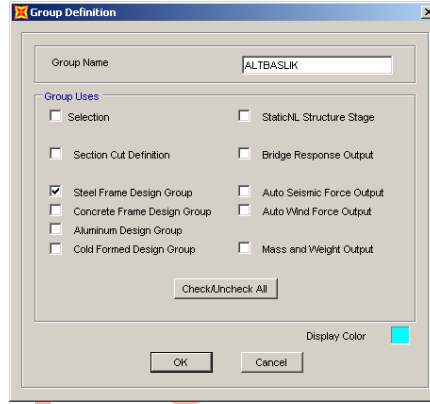 Group Definition
Group Name
ALTBASLIK
Group Uses
Selection
StaticNL Structure Stage
Section Cut Definition
Bridge Response Output
Steel Frame Design Group
Auto Seismic Force Output
Concrete Frame Design Group
Auto Wind Force Output
Aluminum Design Group
Cold Formed Design Group
Mass and Weight Output
Check/Uncheck All
Display Color
OK
Cancel